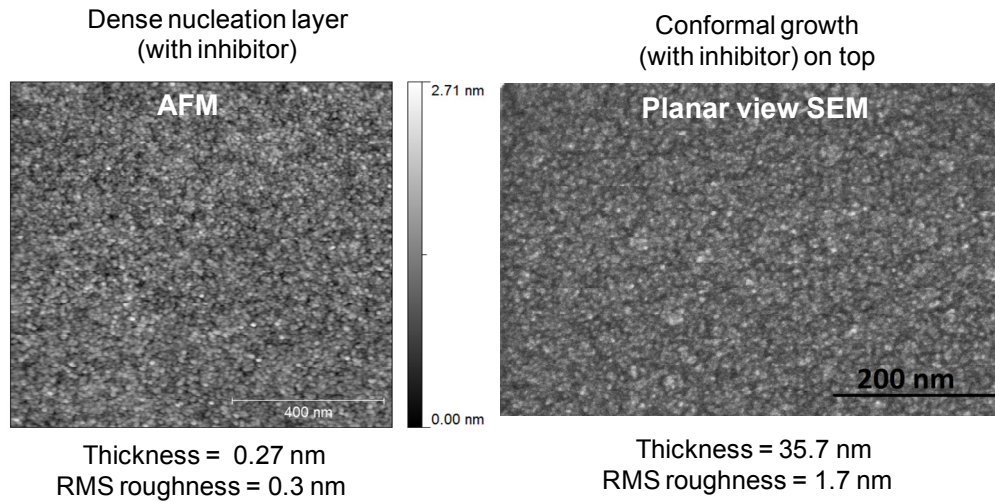 Dense nucleation layer
(with inhibitor)
AFM
2.71 nm
400 nm
0.00 nm
Thickness = 0.27 nm
RMS roughness = 0.3 nm
Conformal growth
(with inhibitor) on top
Planar view SEM
200 nm
Thickness = 35.7 nm
RMS roughness = 1.7 nm